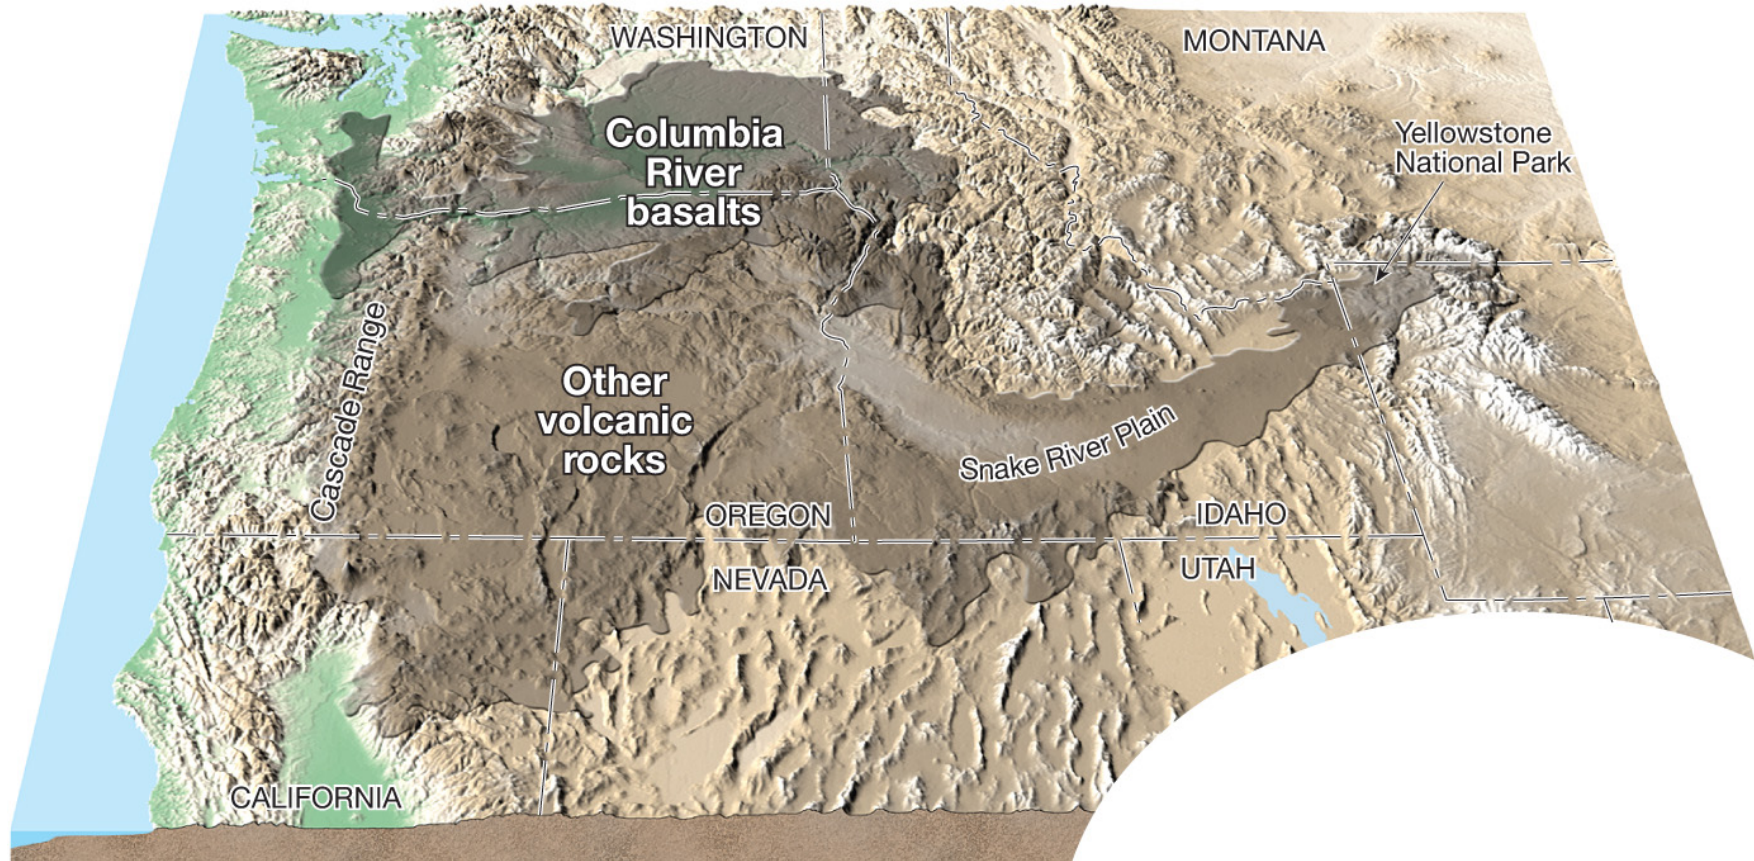 WASHINGTON
MONTANA
Columbia
River
basalts
Yellowstone
National Park
Cascade Range
Other
volcanic
rocks
Snake River Plain
OREGON
IDAHO
NEVADA
UTAH
CALIFORNIA